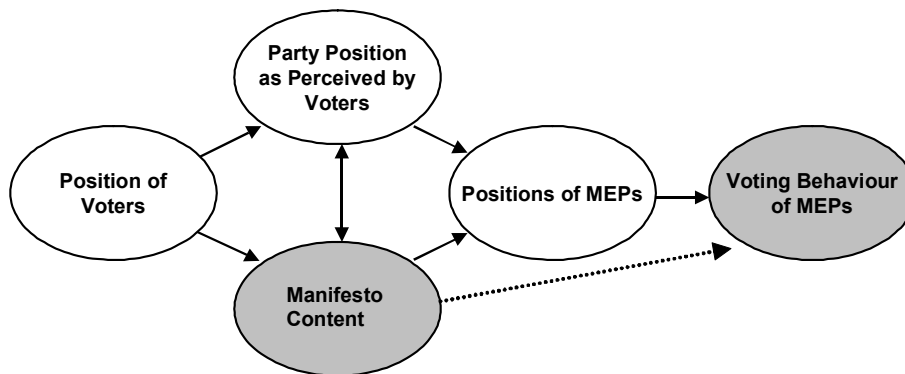 Party Position
as Perceived by
Voters
Position of
Voters
Positions of MEPs
Voting Behaviour
of MEPs
Manifesto
Content